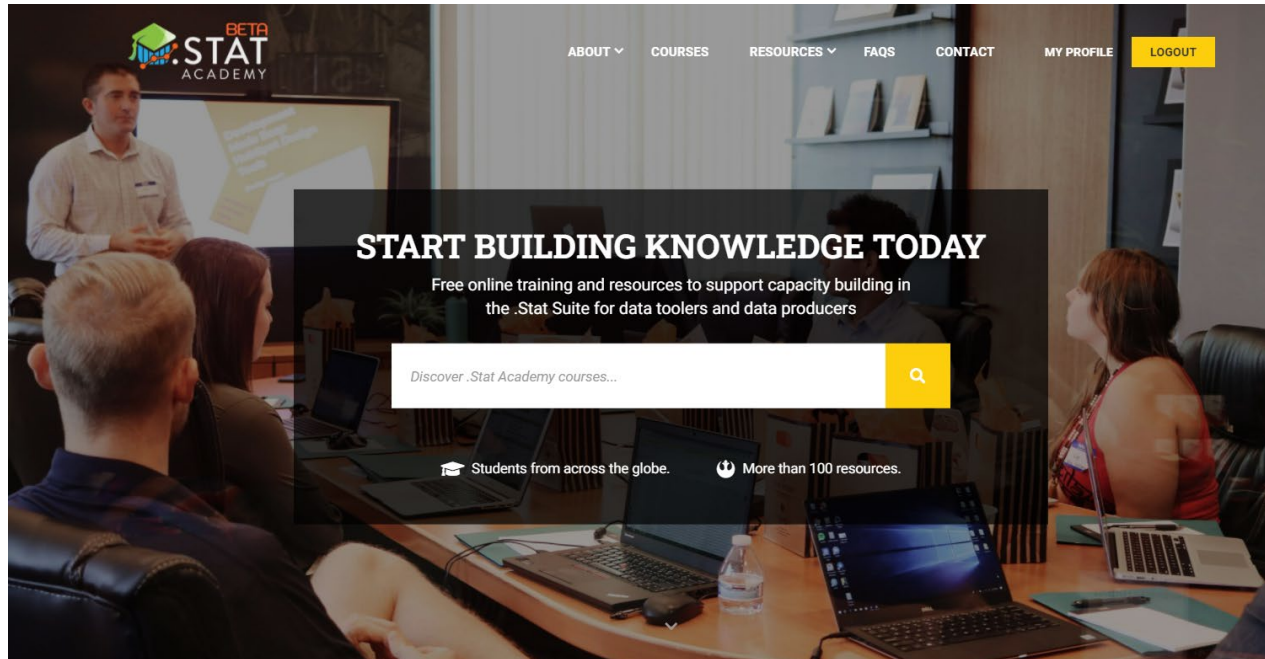 BETA
.STAT
ACADEMY
ABOUT
COURSES
RESOURCES
FAQS
CONTACT
MY PROFILE
LOGOUT
START BUILDING KNOWLEDGE TODAY
Free online training and resources to support capacity building in
the .Stat Suite for data toolers and data producers
Discover .Stat Academy courses...
Students from across the globe.
More than 100 resources.